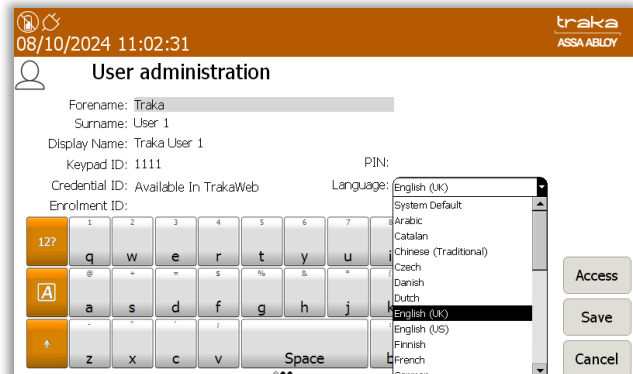 traka
08/10/2024 11:02:31
ASSA ABLOY
User administration
Forename: Traka
Surname: User 1
Display Name: Traka User 1
Keypad ID: 1111
PIN:
Credential ID: Available In TrakaWeb
Language: English (UK)
Enrolment ID:
System Default
Arabic
Catalan
Chinese (Traditional)
Czech
Danish
Dutch
English (UK)
English (US)
Finnish
French
German
12?
1 2 3 4 5 6 7 8
q w e r t y u i
@ + = $ % & * (
A
a s d f g h j k
- " ' ;
z x c v Space b
Access
Save
Cancel